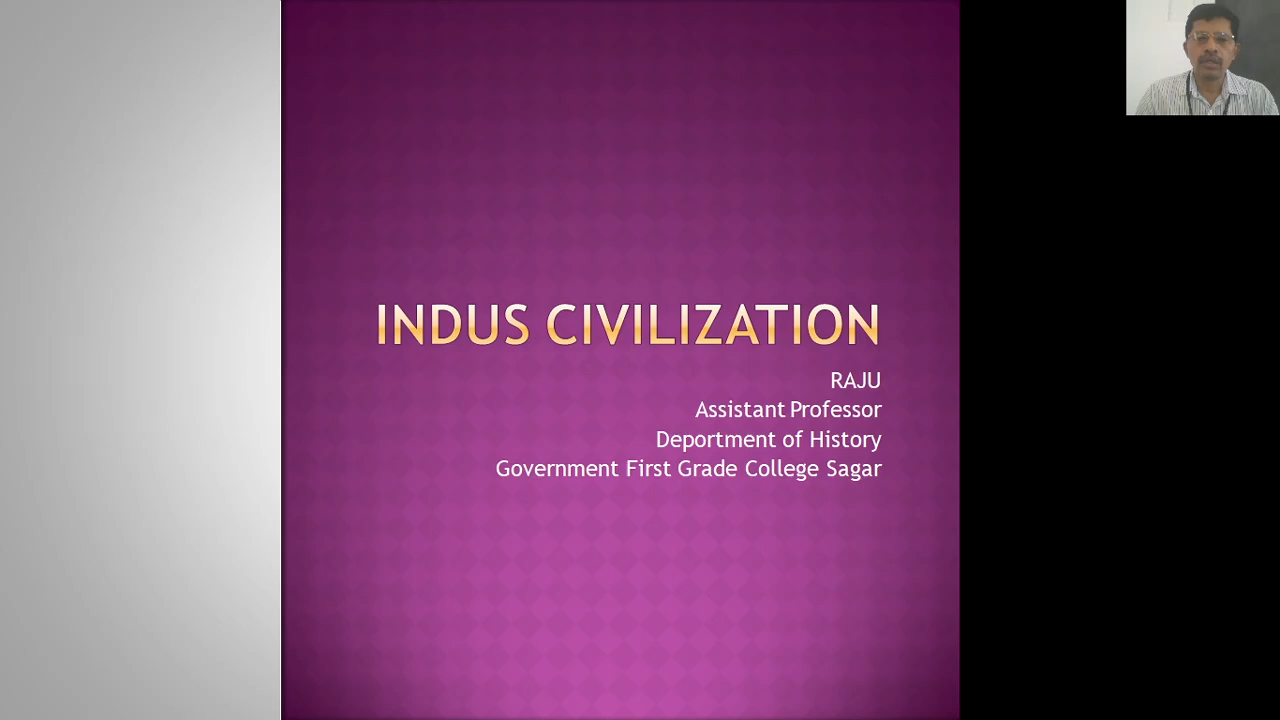 INDUS CIVILIZATION
RAJU
Assistant Professor
Deportment of History
Government First Grade College Sagar